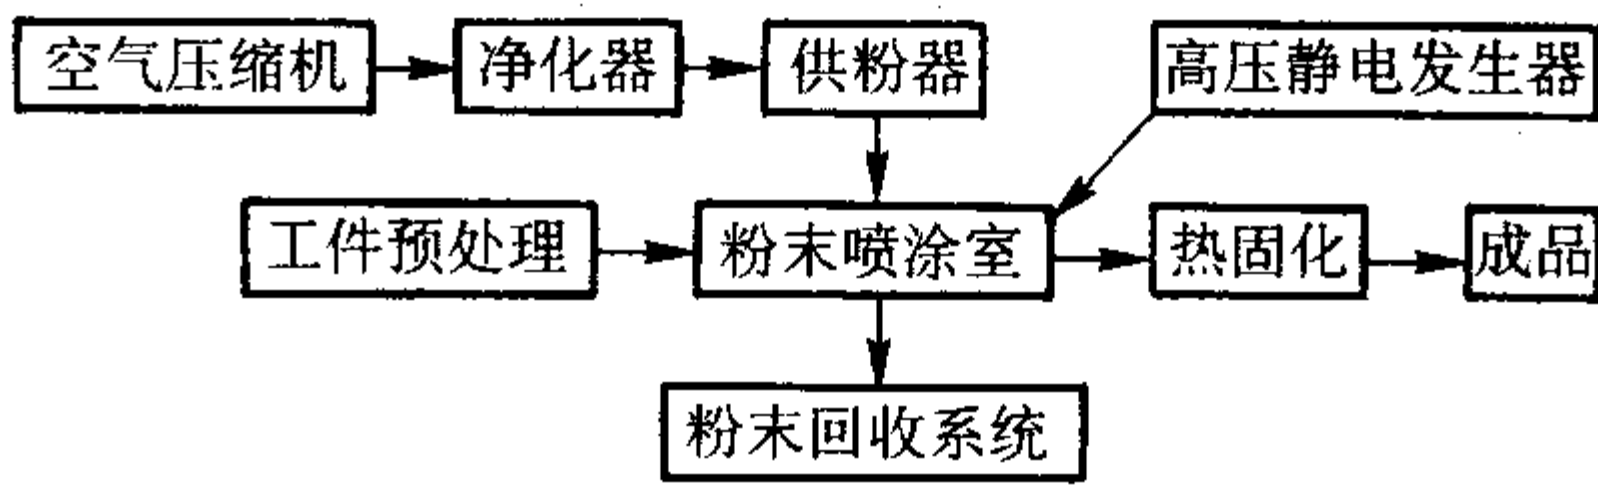 空气压缩机 净化器 供粉器 高压静电发生器
工件预处理 粉末喷涂室 热固化 成品
粉末回收系统